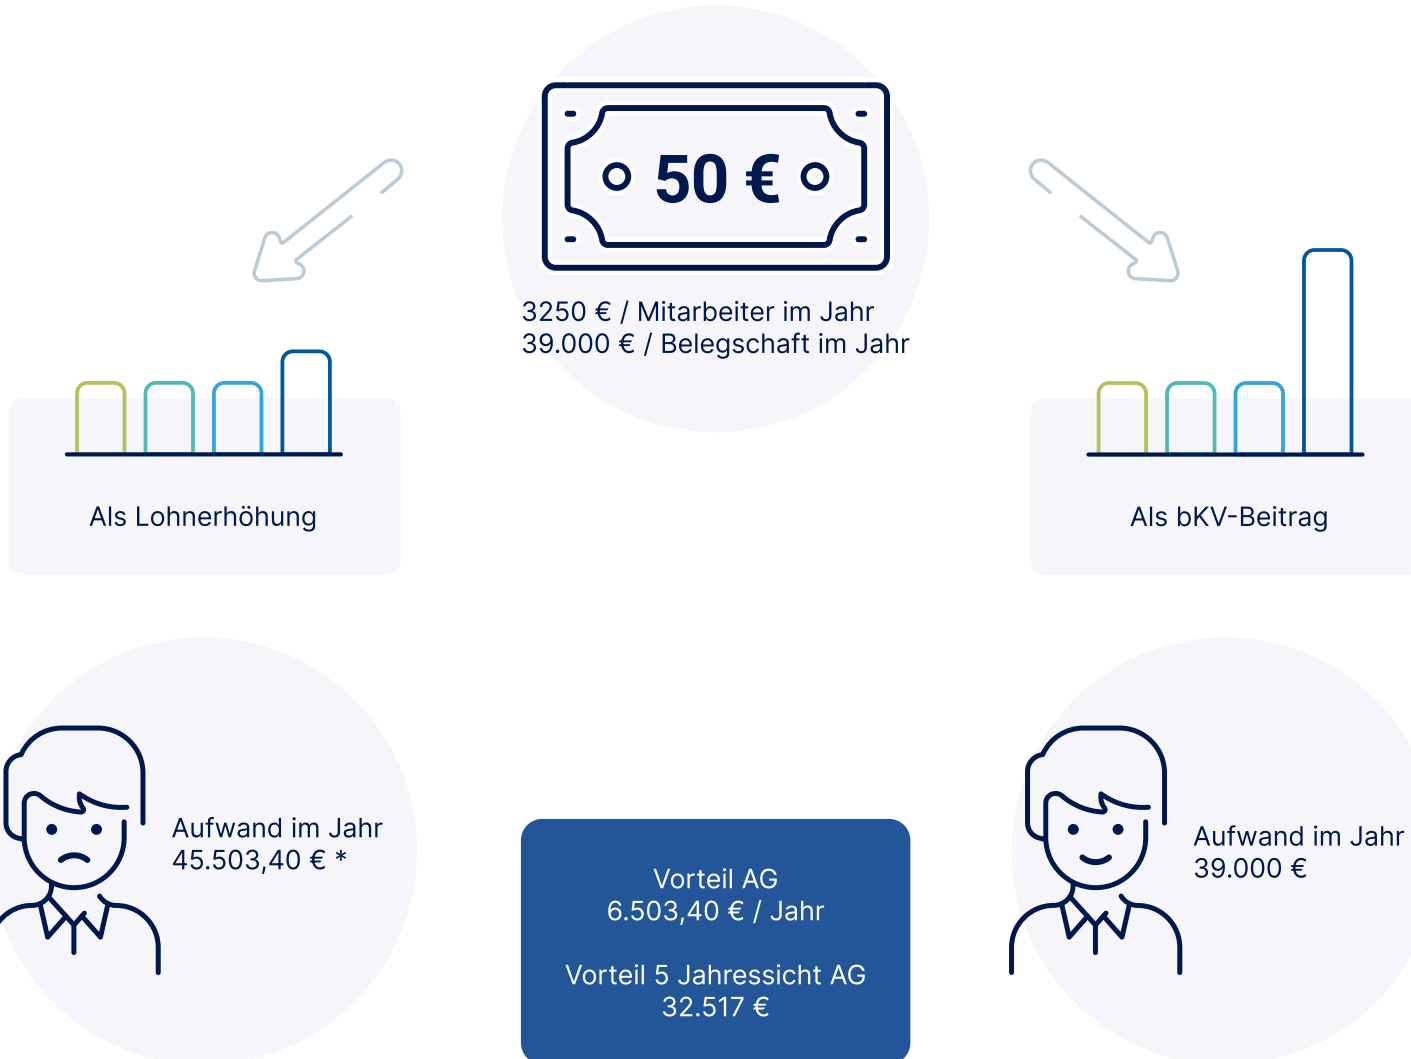 50 €
3250 € / Mitarbeiter im Jahr
39.000 € / Belegschaft im Jahr
Als Lohnerhöhung
Als bKV-Beitrag
Aufwand im Jahr
45.503,40 € *
Vorteil AG
6.503,40 € / Jahr
Vorteil 5 Jahressicht AG
32.517 €
Aufwand im Jahr
39.000 €